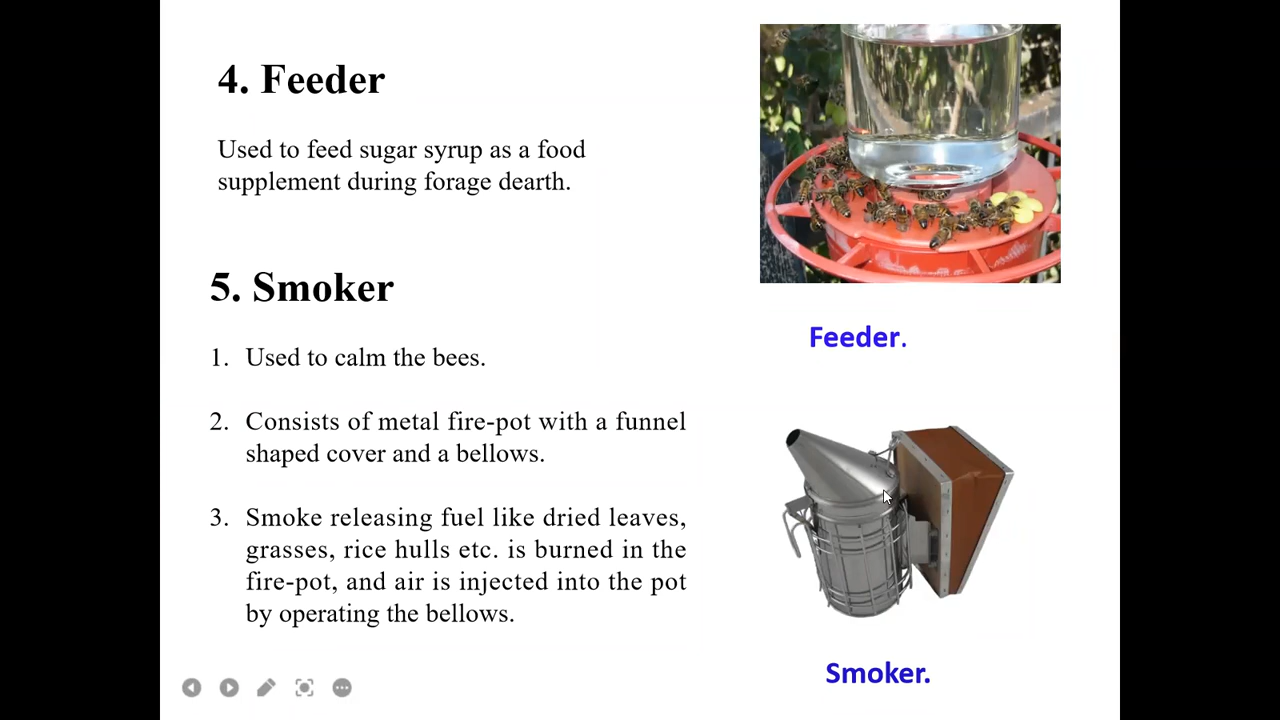 4. Feeder
Used to feed sugar syrup as a food
supplement during forage dearth.
Feeder.
5. Smoker
1. Used to calm the bees.
2. Consists of metal fire-pot with a funnel
shaped cover and a bellows.
3. Smoke releasing fuel like dried leaves,
grasses, rice hulls etc. is burned in the
fire-pot, and air is injected into the pot
by operating the bellows.
Smoker.